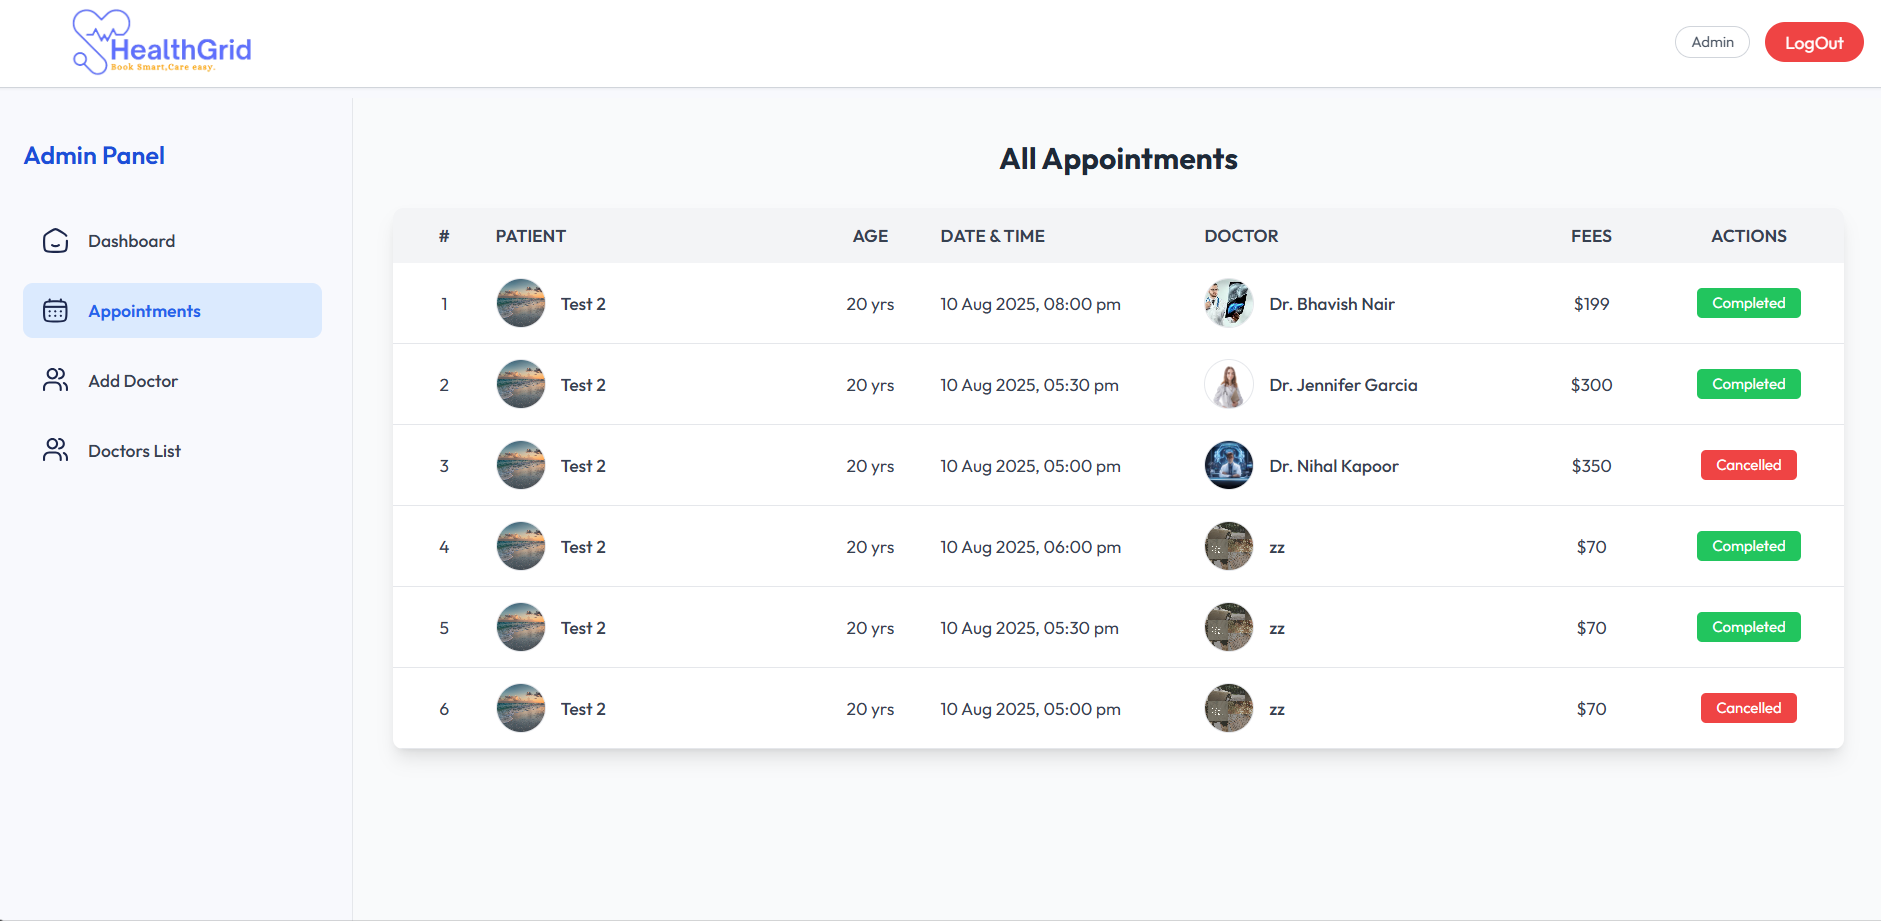 HealthGrid
Book Smart,Care easy.
Admin
LogOut
Admin Panel
Dashboard
Appointments
Add Doctor
Doctors List
All Appointments
# PATIENT AGE DATE & TIME DOCTOR FEES ACTIONS
1 Test 2 20 yrs 10 Aug 2025, 08:00 pm Dr. Bhavish Nair $199 Completed
2 Test 2 20 yrs 10 Aug 2025, 05:30 pm Dr. Jennifer Garcia $300 Completed
3 Test 2 20 yrs 10 Aug 2025, 05:00 pm Dr. Nihal Kapoor $350 Cancelled
4 Test 2 20 yrs 10 Aug 2025, 06:00 pm zz $70 Completed
5 Test 2 20 yrs 10 Aug 2025, 05:30 pm zz $70 Completed
6 Test 2 20 yrs 10 Aug 2025, 05:00 pm zz $70 Cancelled